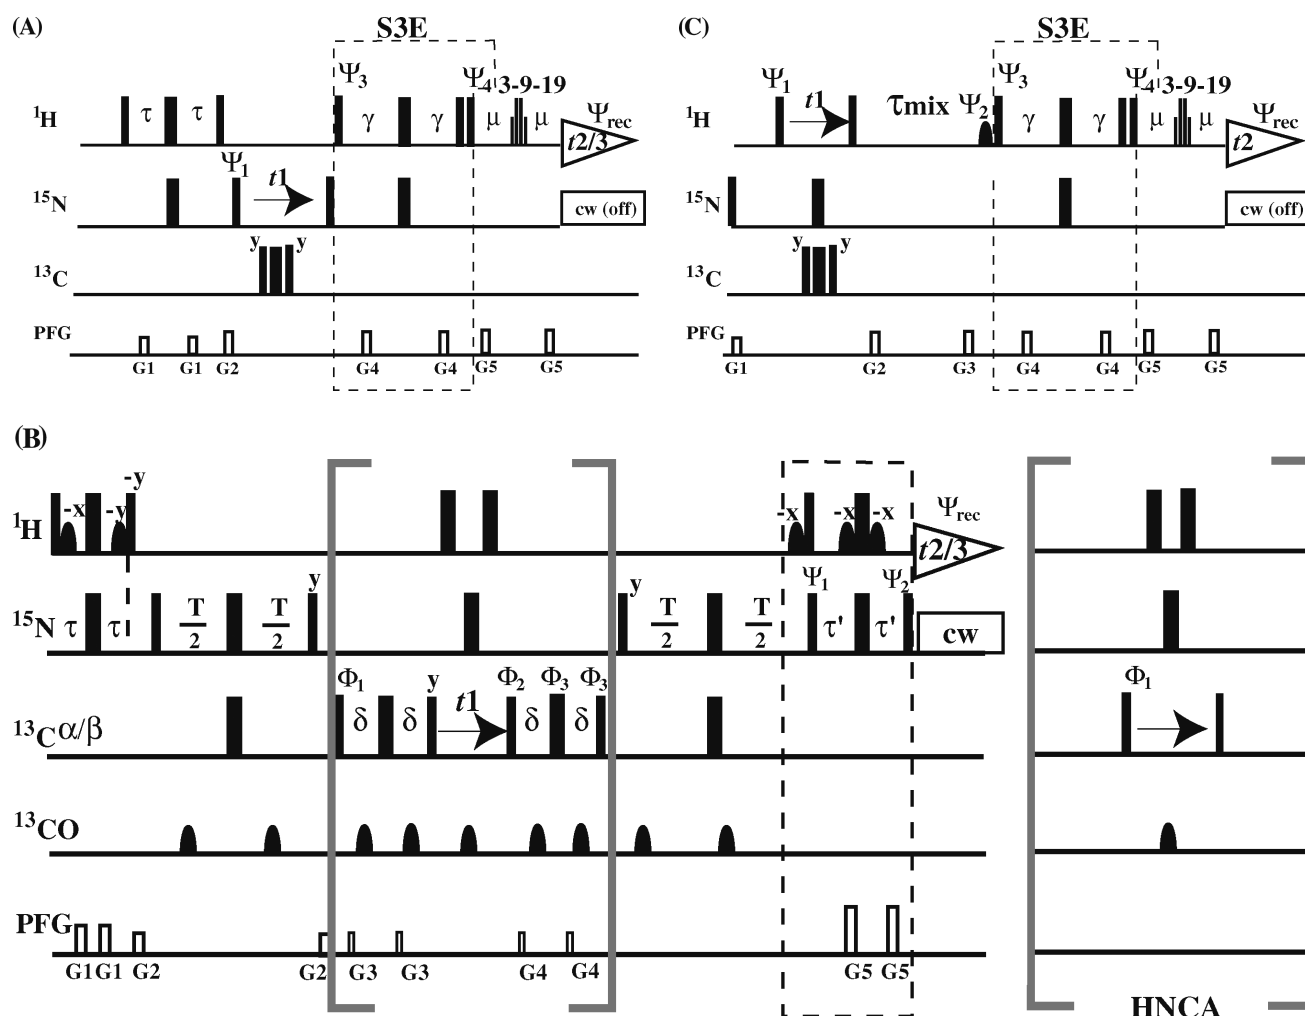 (A)
S3E
Ψ3 Ψ4 3-9-19
1H τ τ γ γ μ μ Ψrec
t2/3
15N Ψ1 t1 cw (off)
13C y y
PFG
G1 G1 G2 G4 G4 G5 G5
(C)
S3E
Ψ1 Ψ3 Ψ4 3-9-19
1H t1 τmix Ψ2 γ γ μ μ Ψrec
t2
15N cw (off)
13C y y
PFG
G1 G2 G3 G4 G4 G5 G5
(B)
-y
1H -x -y -x -x -x Ψrec
t2/3
15N τ τ T/2 T/2 y y T/2 T/2 Ψ1 τ' τ' Ψ2 cw
13C α/β Φ1 δ δ y t1 Φ2 δ Φ3 δ Φ3 Φ1
13CO
PFG
G1 G1 G2 G2 G3 G3 G4 G4 G5 G5
HNCA